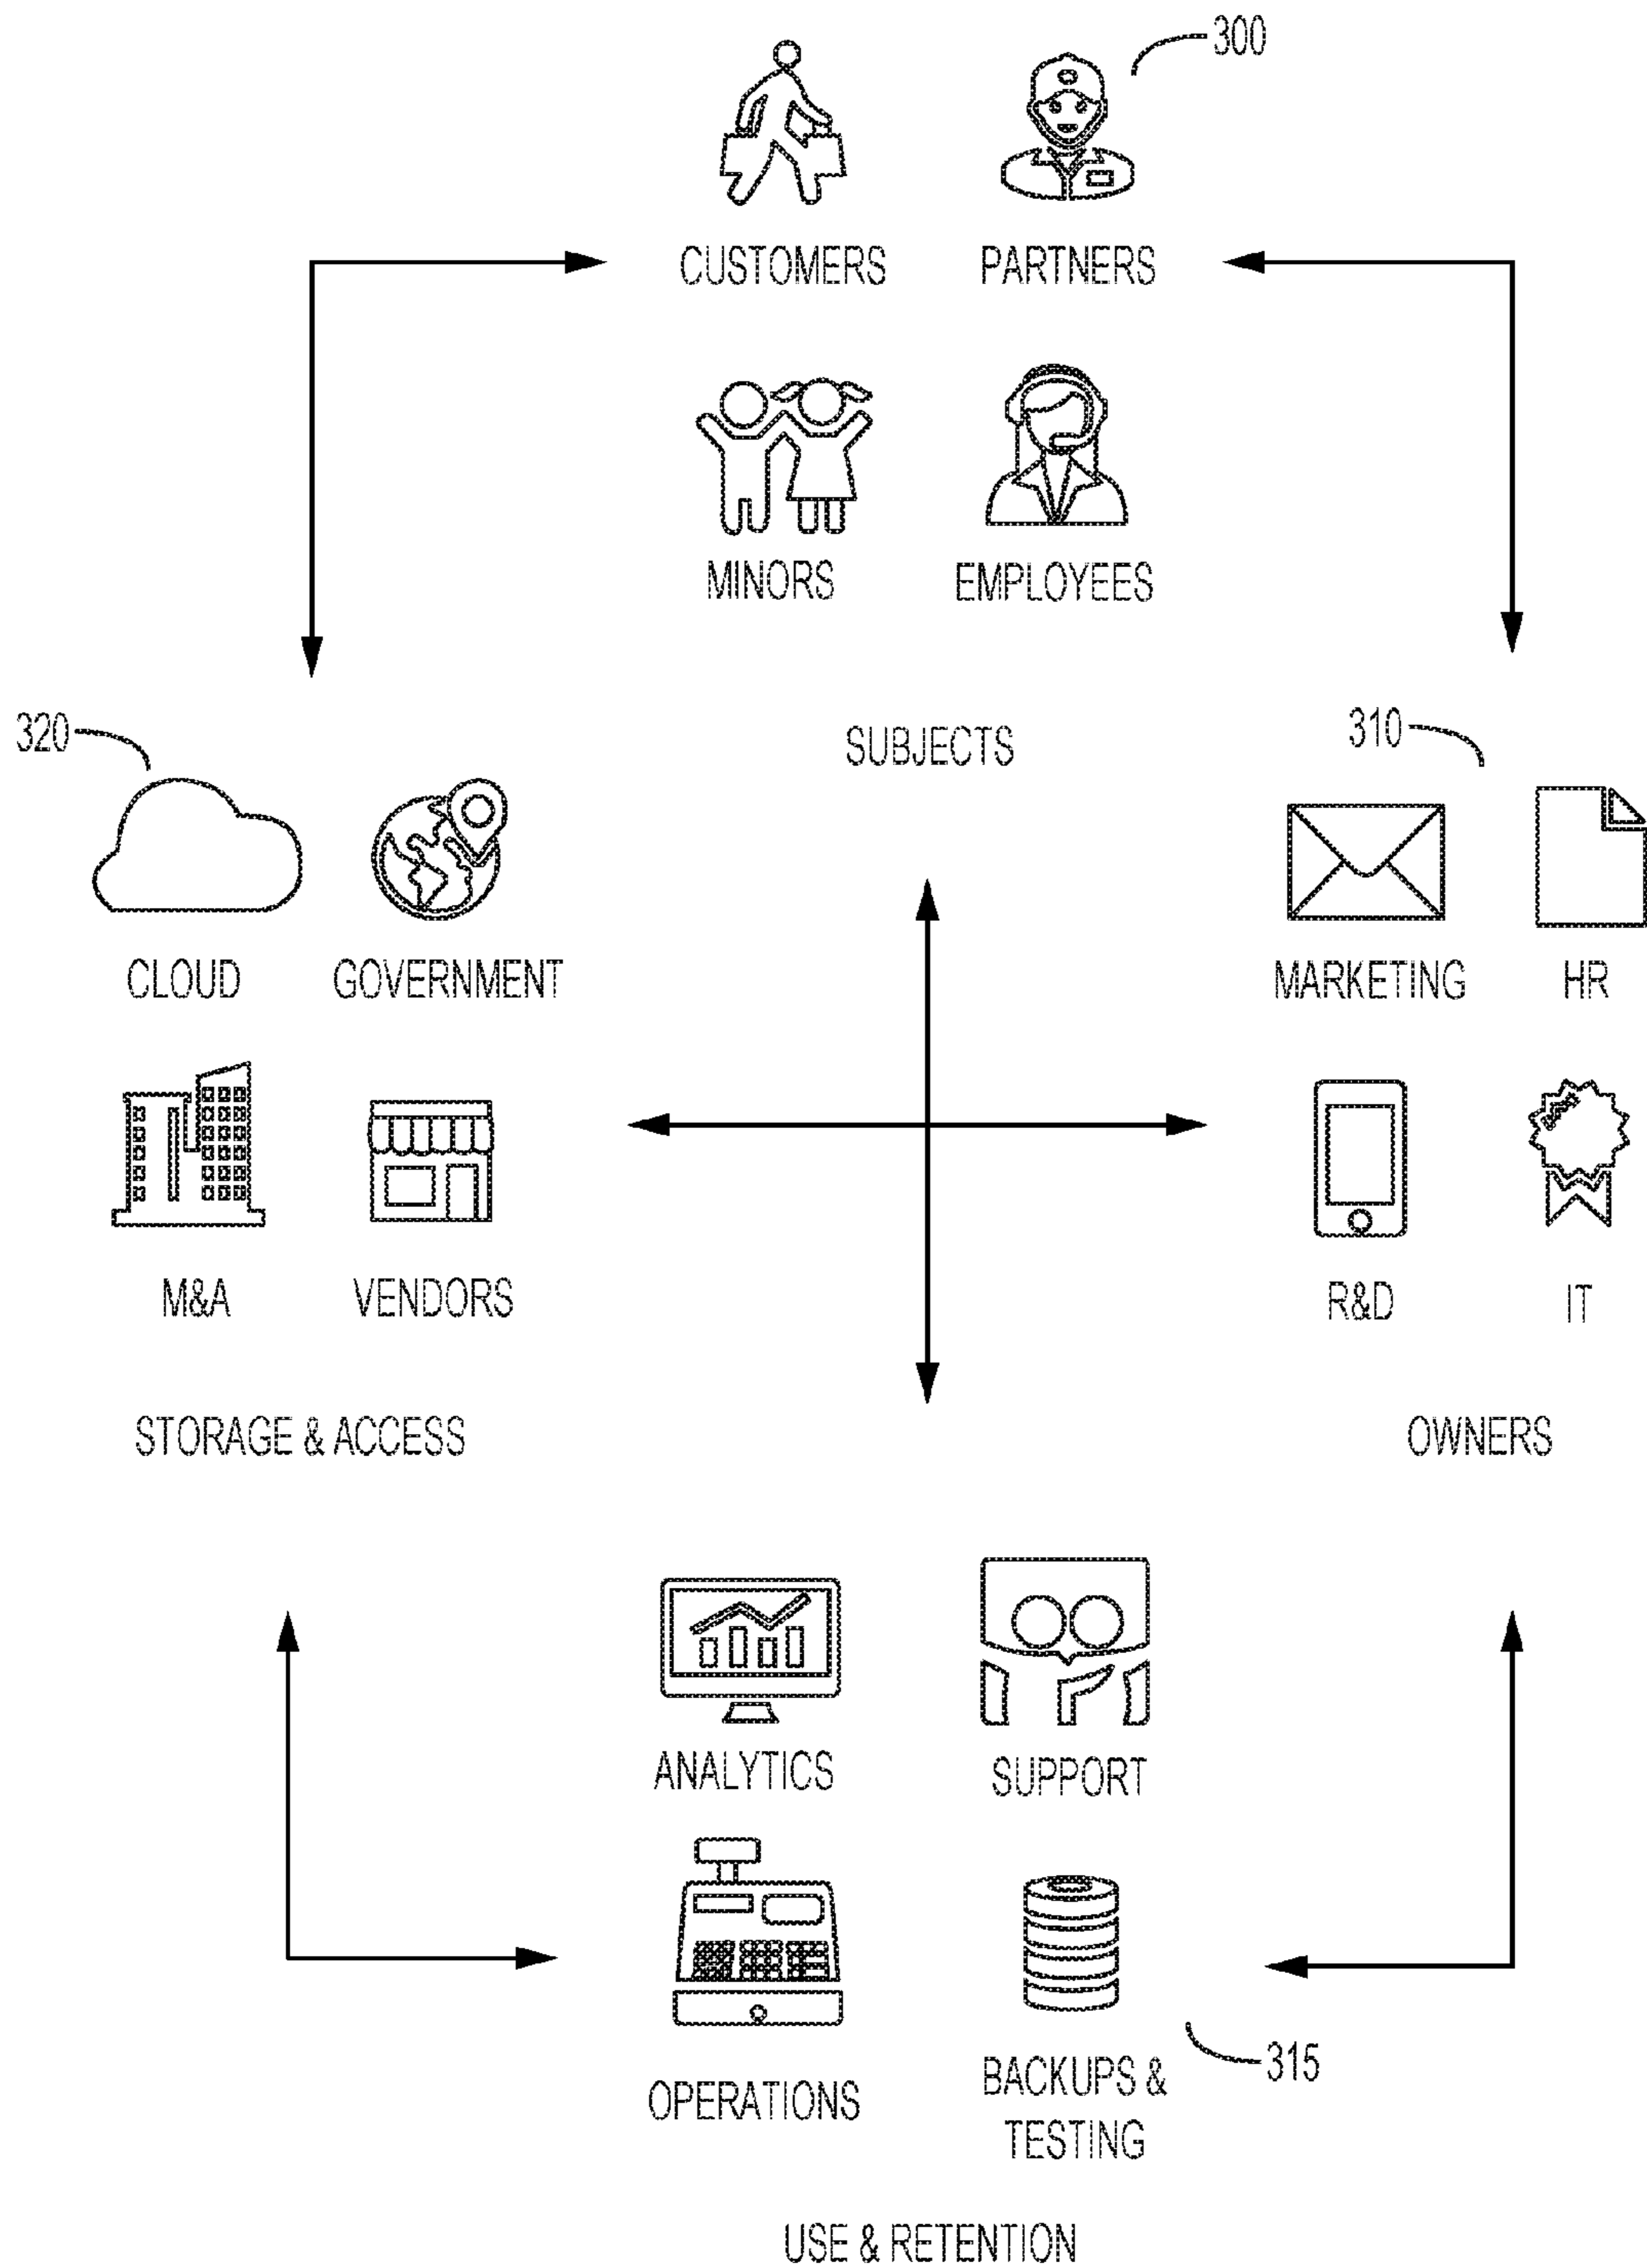 300
CUSTOMERS PARTNERS
MINORS EMPLOYEES
SUBJECTS
320
CLOUD GOVERNMENT
M&A VENDORS
STORAGE & ACCESS
310
MARKETING HR
R&D IT
OWNERS
ANALYTICS SUPPORT
OPERATIONS
BACKUPS &
TESTING
315
USE & RETENTION